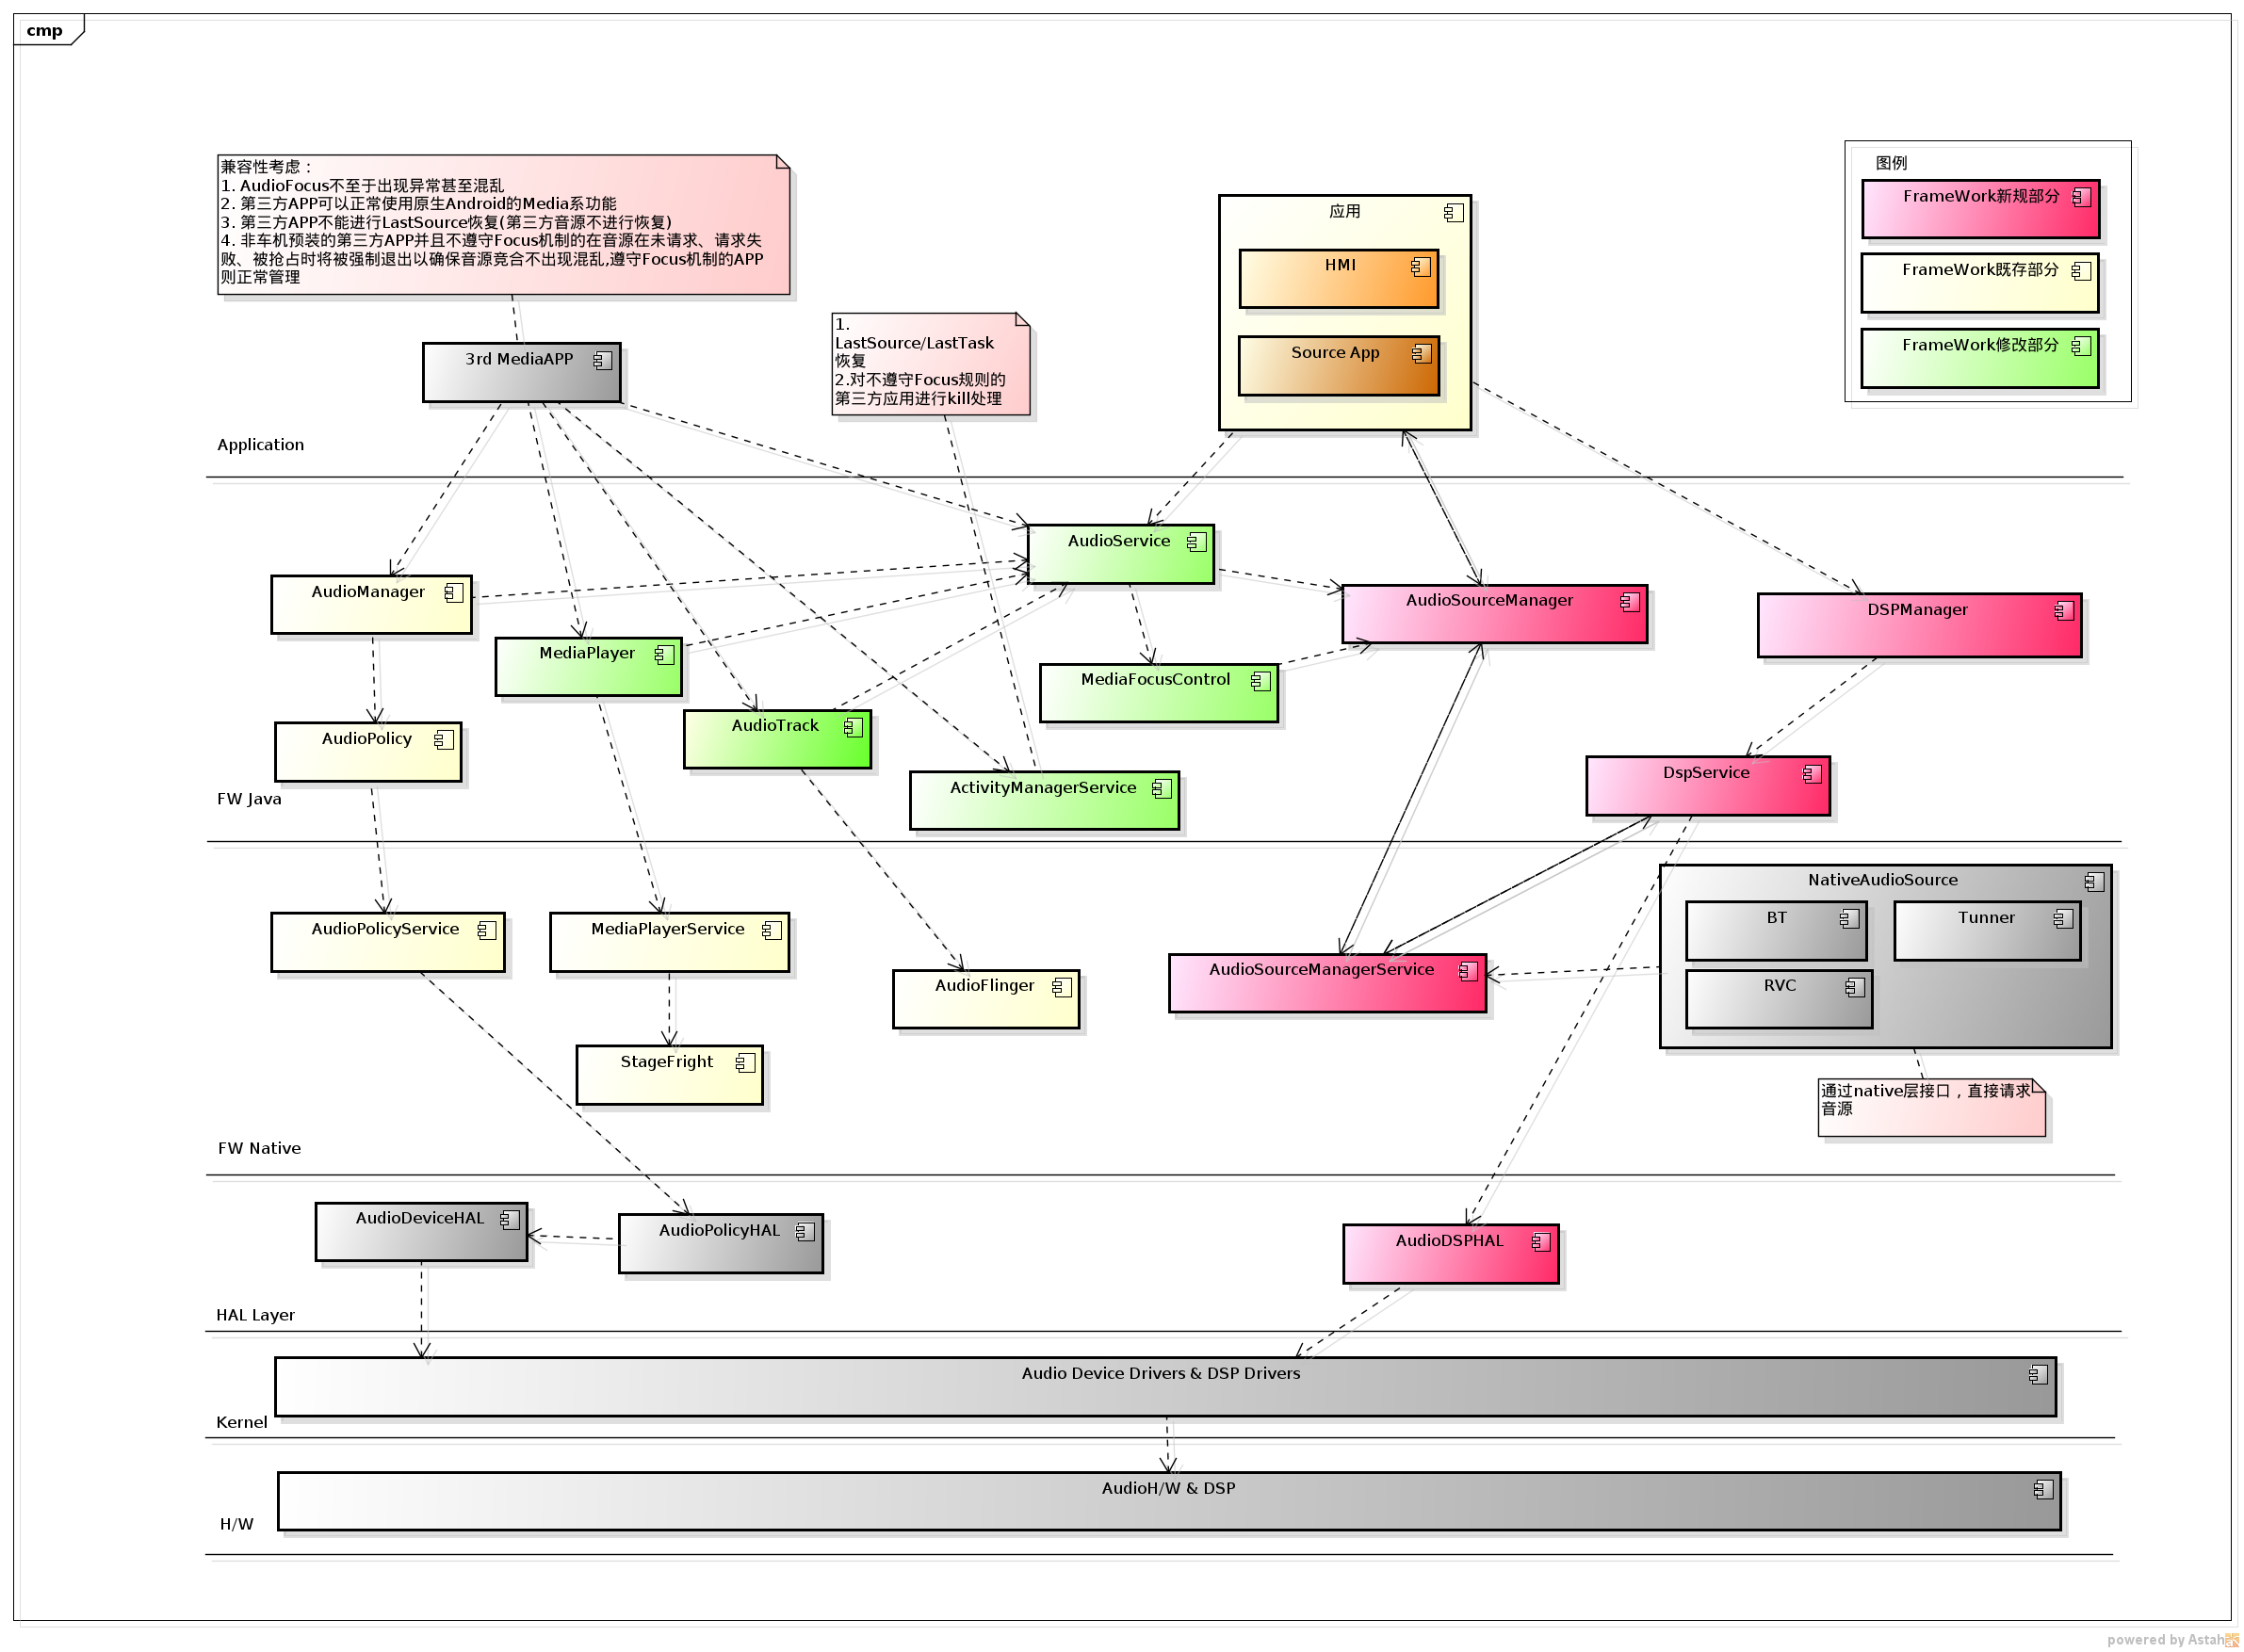 cmp
兼容性考虑：
1. AudioFocus不至于出现异常甚至混乱
2. 第三方APP可以正常使用原生Android的Media系功能
3. 第三方APP不能进行LastSource恢复(第三方音源不进行恢复)
4. 非车机预装的第三方APP并且不遵守Focus机制的在音源在未请求、请求失
败、被抢占时将被强制退出以确保音源竞合不出现混乱,遵守Focus机制的APP
则正常管理
图例
FrameWork新规部分
FrameWork既存部分
FrameWork修改部分
应用
HMI
Source App
1.
LastSource/LastTask
恢复
2.对不遵守Focus规则的
第三方应用进行kill处理
3rd MediaAPP
Application
AudioService
AudioManager
AudioSourceManager
DSPManager
MediaPlayer
MediaFocusControl
AudioTrack
AudioPolicy
ActivityManagerService
DspService
FW Java
NativeAudioSource
BT
Tunner
RVC
AudioPolicyService
MediaPlayerService
AudioFlinger
AudioSourceManagerService
StageFright
通过native层接口，直接请求
音源
FW Native
AudioDeviceHAL
AudioPolicyHAL
AudioDSPHAL
HAL Layer
Audio Device Drivers & DSP Drivers
Kernel
AudioH/W & DSP
H/W
powered by Astah